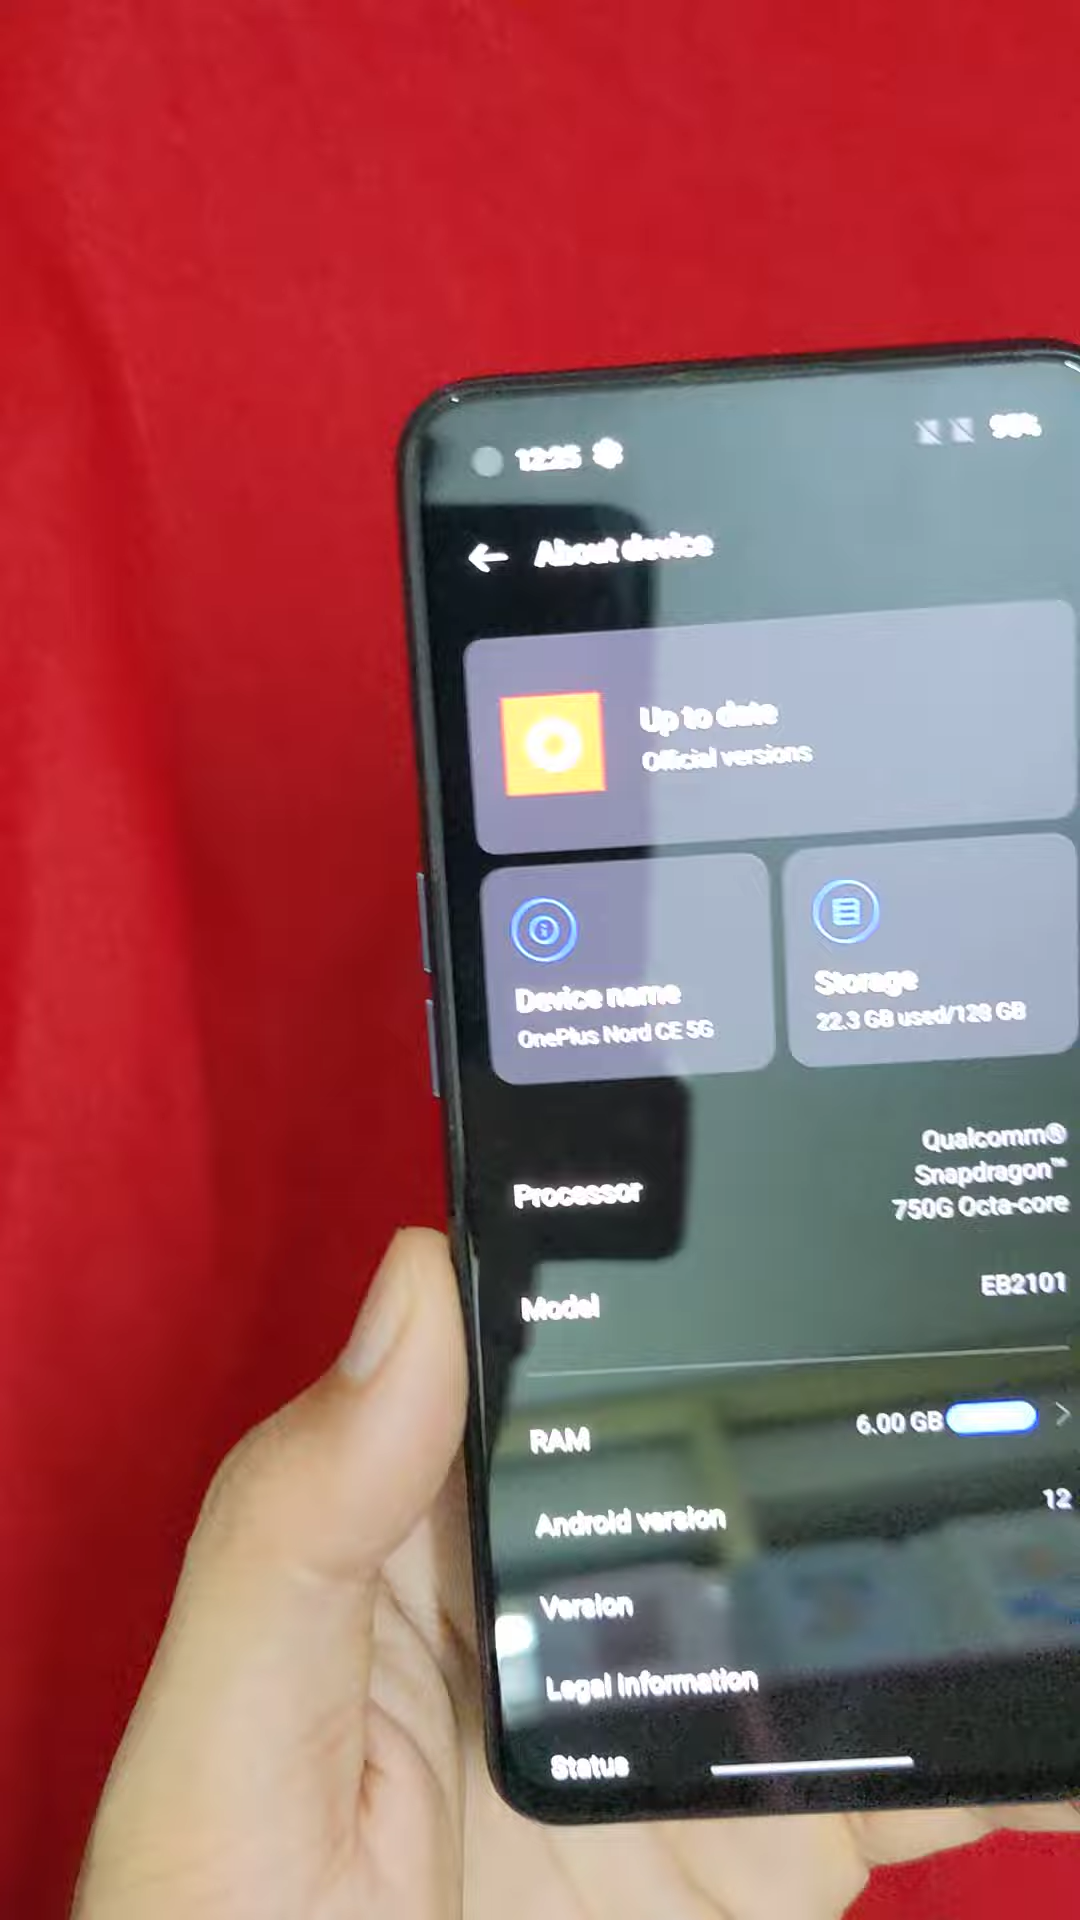 12:25
About device
Up to date
Official versions
Device name
OnePlus Nord CE 5G
Storage
22.3 GB used/128 GB
Processor
Qualcomm®
Snapdragon™
750G Octa-core
Model
EB2101
RAM
6.00 GB
Android version
12
Version
Legal information
Status